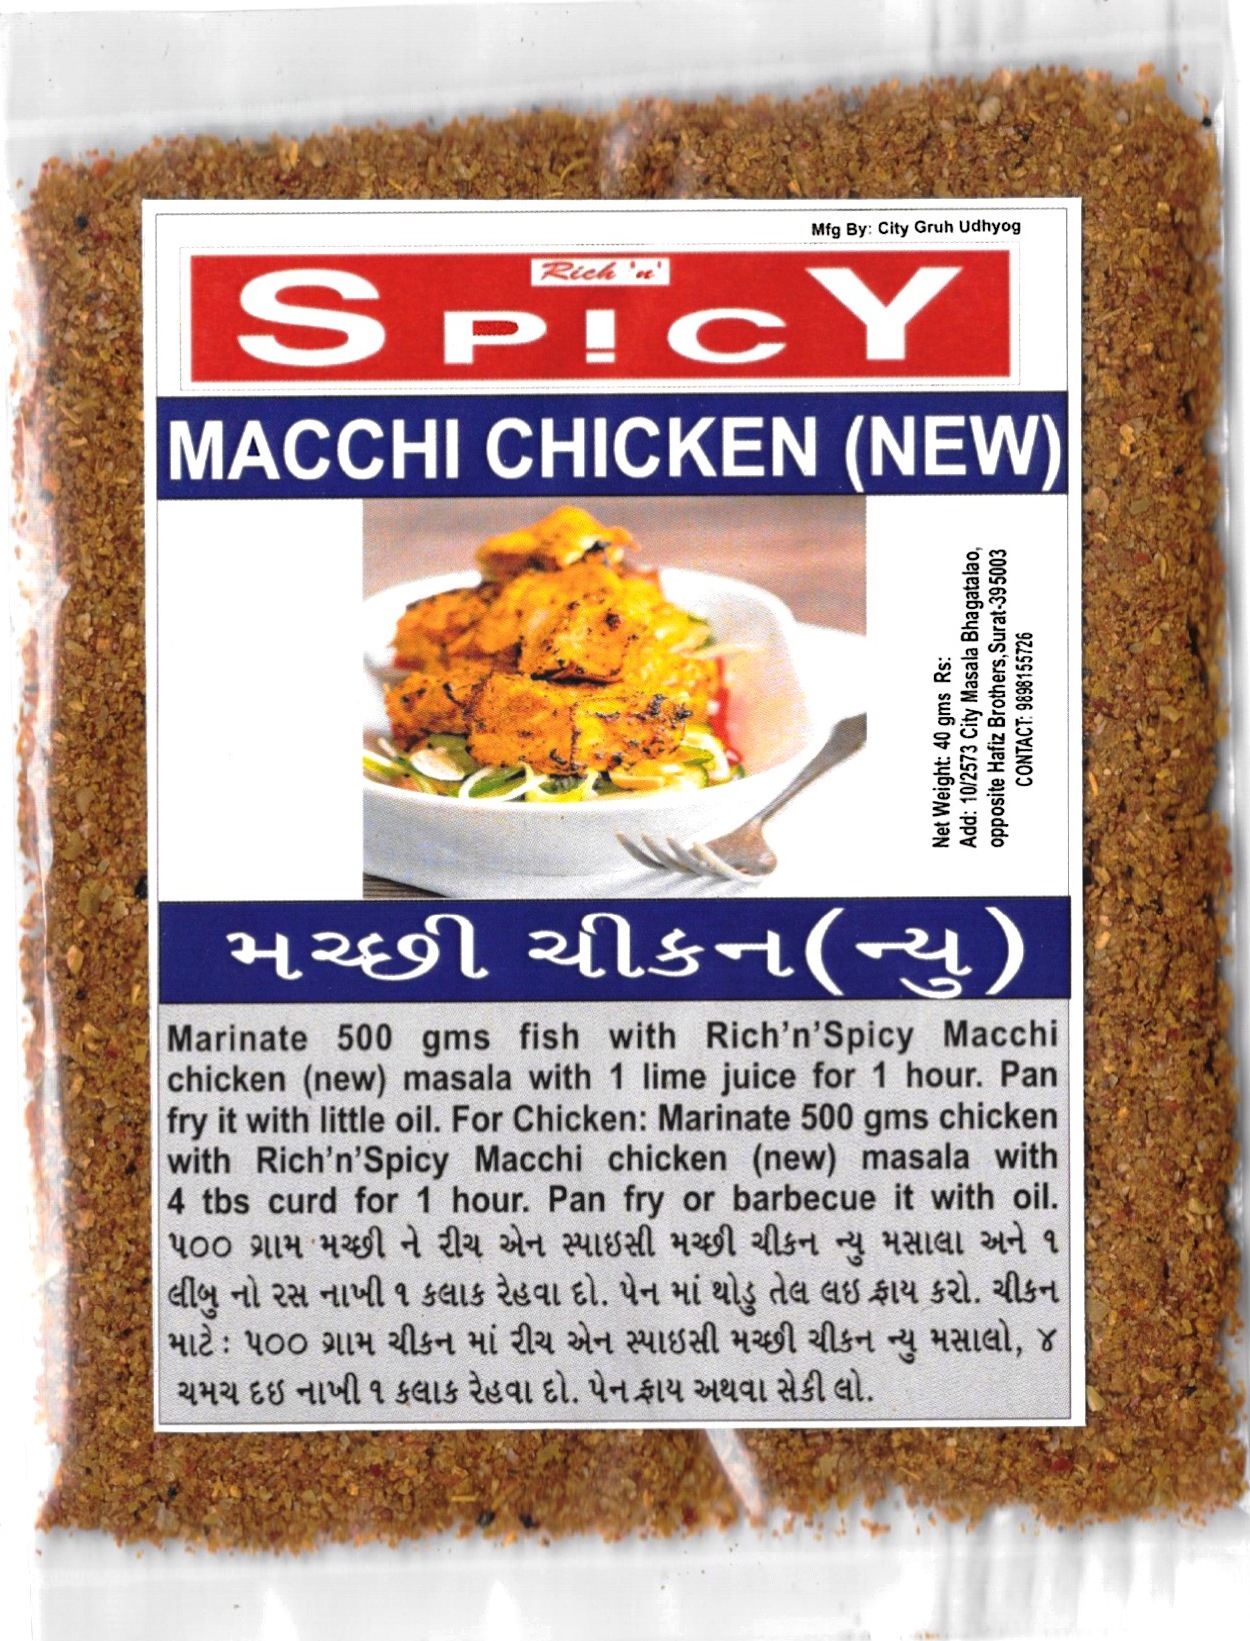 Mfg By: City Gruh Udhyog
Rich 'n'
SPiCY
MACCHI CHICKEN (NEW)
Net Weight: 40 gms Rs:
Add: 10/2573 City Masala Bhagatalao,
opposite Hafiz Brothers,Surat-395003
CONTACT: 9898155726
મચ્છી ચીકન(ન્યુ)
Marinate 500 gms fish with Rich'n'Spicy Macchi
chicken (new) masala with 1 lime juice for 1 hour. Pan
fry it with little oil. For Chicken: Marinate 500 gms chicken
with Rich'n'Spicy Macchi chicken (new) masala with
4 tbs curd for 1 hour. Pan fry or barbecue it with oil.
૫૦૦ ગ્રામ મચ્છી ને રીચ એન સ્પાઇસી મચ્છી ચીકન ન્યુ મસાલા અને ૧
લીંબુ નો રસ નાખી ૧ કલાક રેહવા દો. પેન માં થોડુ તેલ લઇ ફ્રાય કરો. ચીકન
માટે : ૫૦૦ ગ્રામ ચીકન માં રીચ એન સ્પાઇસી મચ્છી ચીકન ન્યુ મસાલો, ૪
ચમચ દઇ નાખી ૧ કલાક રેહવા દો. પેન ફ્રાય અથવા સેકી લો.